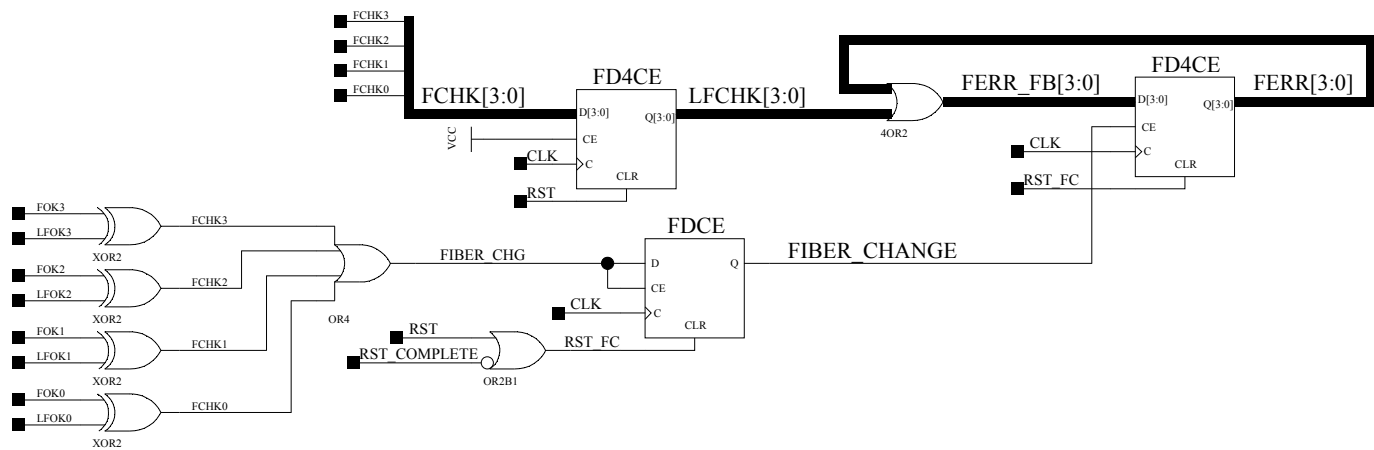 FCHK3
FCHK2
FCHK1
FCHK0
FCHK[3:0]
VCC
FD4CE
D[3:0]
Q[3:0]
CE
C
CLR
CLK
RST
LFCHK[3:0]
4OR2
FERR_FB[3:0]
FD4CE
D[3:0]
Q[3:0]
CE
C
CLR
CLK
RST_FC
FERR[3:0]
FOK3
LFOK3
XOR2
FCHK3
FOK2
LFOK2
XOR2
FCHK2
FOK1
LFOK1
XOR2
FCHK1
FOK0
LFOK0
XOR2
FCHK0
OR4
FIBER_CHG
FDCE
D
Q
CE
C
CLR
CLK
RST
RST_COMPLETE
OR2B1
RST_FC
FIBER_CHANGE